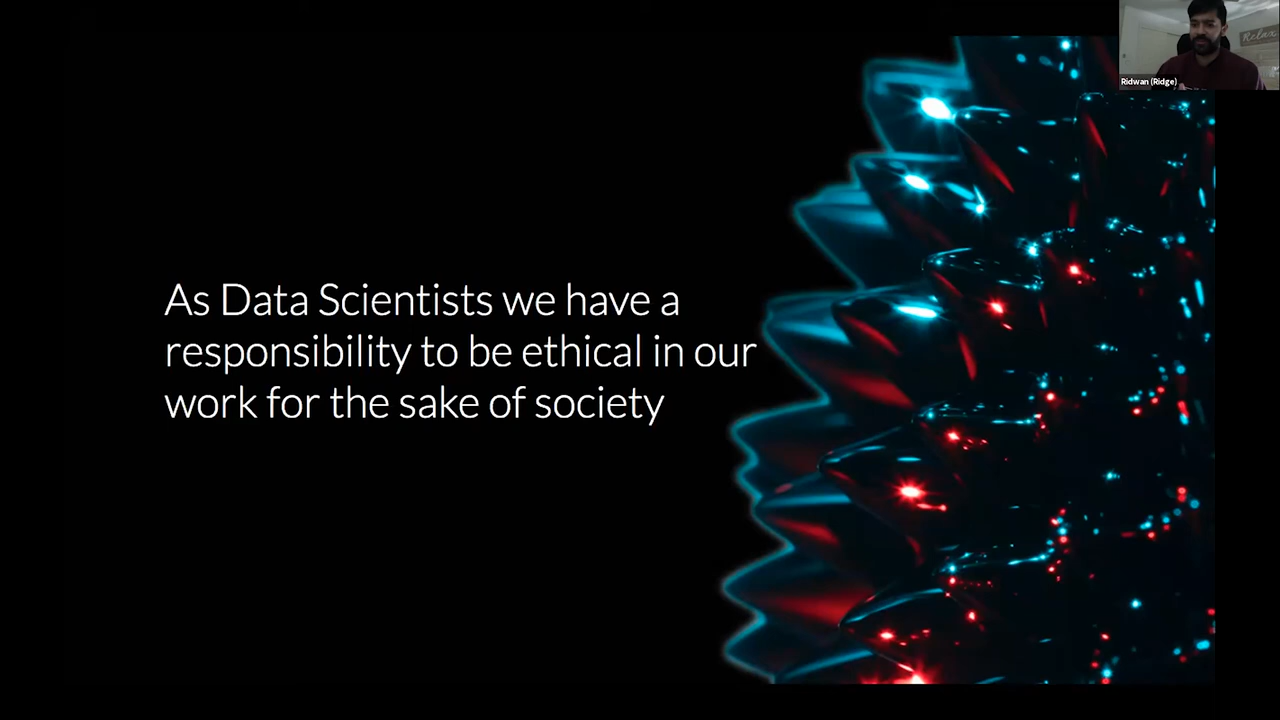 Relax
Ridwan (Ridge)
As Data Scientists we have a
responsibility to be ethical in our
work for the sake of society